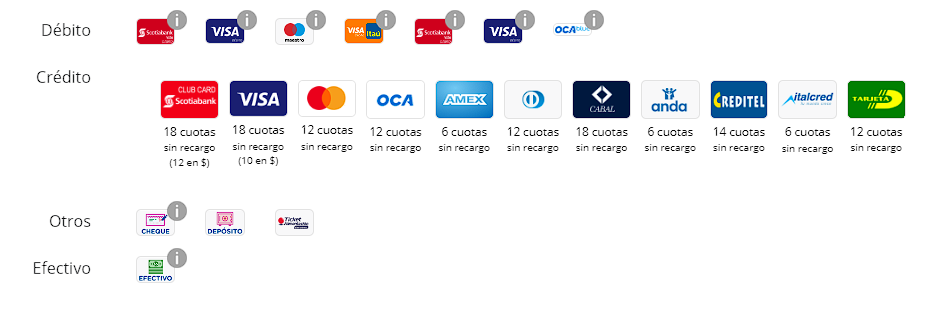 Débito
Scotiabank
VISA
maestro
VISA Itaú
Scotiabank
VISA
OCA blue
Crédito
CLUB CARD
Scotiabank
VISA
OCA
AMEX
CABAL
anda
CREDITEL
italcred
TARJETA D
18 cuotas
sin recargo
(12 en $)
18 cuotas
sin recargo
(10 en $)
12 cuotas
sin recargo
12 cuotas
sin recargo
6 cuotas
sin recargo
12 cuotas
sin recargo
18 cuotas
sin recargo
6 cuotas
sin recargo
14 cuotas
sin recargo
6 cuotas
sin recargo
12 cuotas
sin recargo
Otros
CHEQUE
DEPÓSITO
Ticket
Efectivo
EFECTIVO